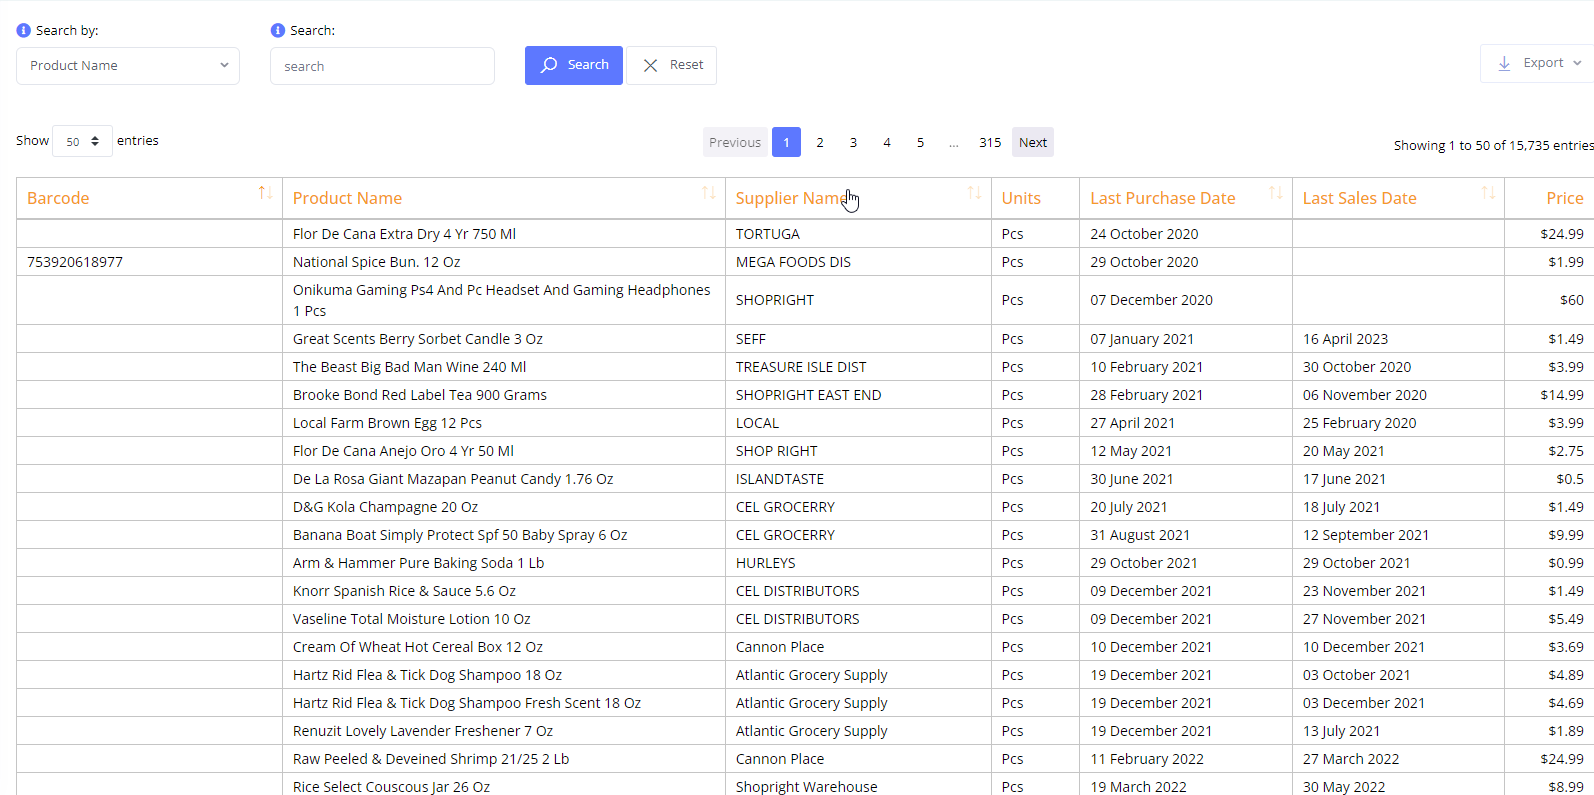 Search by:
Search:
Product Name
search
Search
Reset
Export
Show 50 entries
Previous 1 2 3 4 5 ... 315 Next
Showing 1 to 50 of 15,735 entries
Barcode Product Name Supplier Name Units Last Purchase Date Last Sales Date Price
Flor De Cana Extra Dry 4 Yr 750 Ml TORTUGA Pcs 24 October 2020 $24.99
753920618977 National Spice Bun. 12 Oz MEGA FOODS DIS Pcs 29 October 2020 $1.99
Onikuma Gaming Ps4 And Pc Headset And Gaming Headphones
1 Pcs SHOPRIGHT Pcs 07 December 2020 $60
Great Scents Berry Sorbet Candle 3 Oz SEFF Pcs 07 January 2021 16 April 2023 $1.49
The Beast Big Bad Man Wine 240 Ml TREASURE ISLE DIST Pcs 10 February 2021 30 October 2020 $3.99
Brooke Bond Red Label Tea 900 Grams SHOPRIGHT EAST END Pcs 28 February 2021 06 November 2020 $14.99
Local Farm Brown Egg 12 Pcs LOCAL Pcs 27 April 2021 25 February 2020 $3.99
Flor De Cana Anejo Oro 4 Yr 50 Ml SHOP RIGHT Pcs 12 May 2021 20 May 2021 $2.75
De La Rosa Giant Mazapan Peanut Candy 1.76 Oz ISLANDTASTE Pcs 30 June 2021 17 June 2021 $0.5
D&G Kola Champagne 20 Oz CEL GROCERRY Pcs 20 July 2021 18 July 2021 $1.49
Banana Boat Simply Protect Spf 50 Baby Spray 6 Oz CEL GROCERRY Pcs 31 August 2021 12 September 2021 $9.99
Arm & Hammer Pure Baking Soda 1 Lb HURLEYS Pcs 29 October 2021 29 October 2021 $0.99
Knorr Spanish Rice & Sauce 5.6 Oz CEL DISTRIBUTORS Pcs 09 December 2021 23 November 2021 $1.49
Vaseline Total Moisture Lotion 10 Oz CEL DISTRIBUTORS Pcs 09 December 2021 27 November 2021 $5.49
Cream Of Wheat Hot Cereal Box 12 Oz Cannon Place Pcs 10 December 2021 10 December 2021 $3.69
Hartz Rid Flea & Tick Dog Shampoo 18 Oz Atlantic Grocery Supply Pcs 19 December 2021 03 October 2021 $4.89
Hartz Rid Flea & Tick Dog Shampoo Fresh Scent 18 Oz Atlantic Grocery Supply Pcs 19 December 2021 03 December 2021 $4.69
Renuzit Lovely Lavender Freshener 7 Oz Atlantic Grocery Supply Pcs 19 December 2021 13 July 2021 $1.89
Raw Peeled & Deveined Shrimp 21/25 2 Lb Cannon Place Pcs 11 February 2022 27 March 2022 $24.99
Rice Select Couscous Jar 26 Oz Shopright Warehouse Pcs 19 March 2022 30 May 2022 $8.99